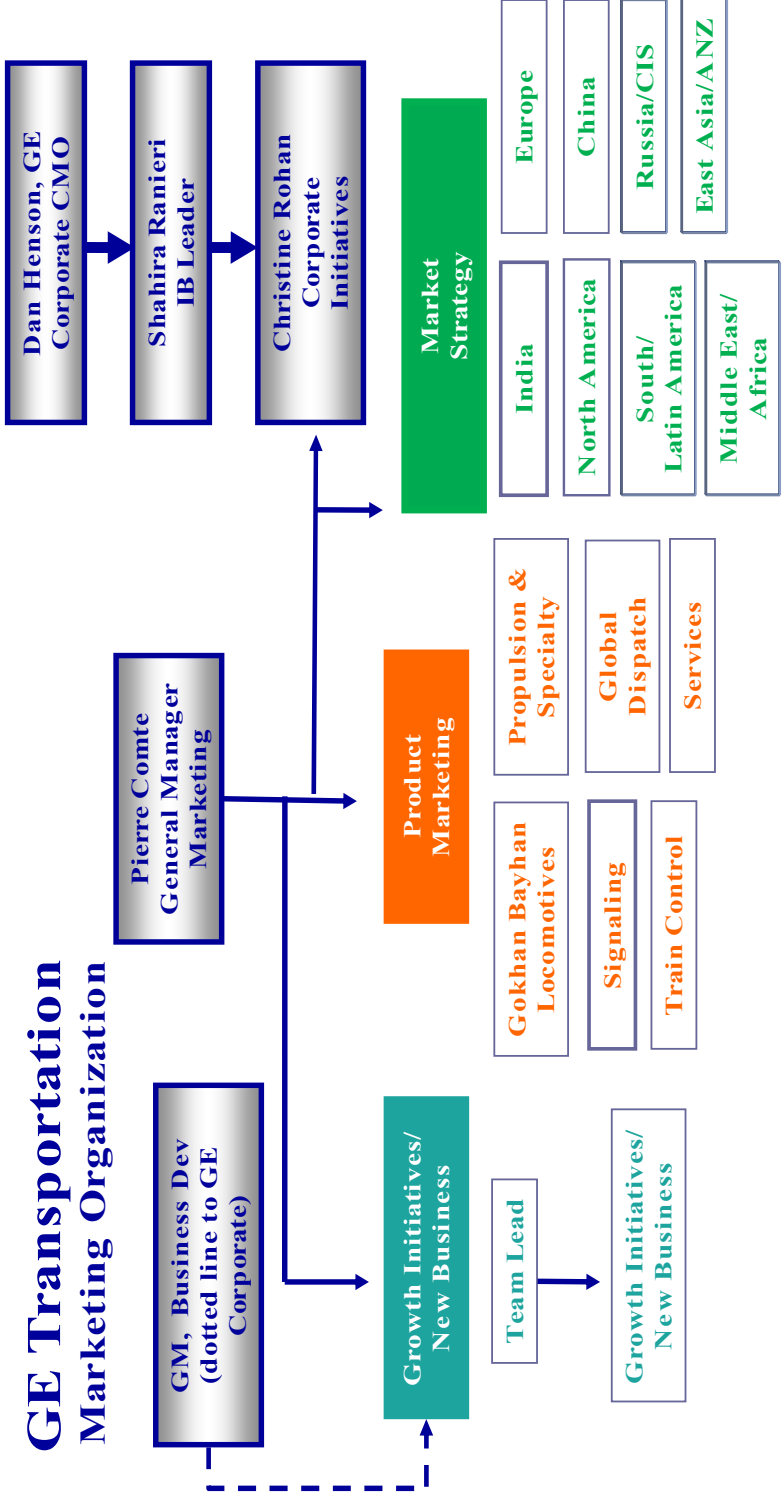 GE Transportation
Marketing Organization
GM, Business Dev
(dotted line to GE
Corporate)
Pierre Comte
General Manager
Marketing
Dan Henson, GE
Corporate CMO
Shahira Ranieri
IB Leader
Christine Rohan
Corporate
Initiatives
Growth Initiatives/
New Business
Team Lead
Growth Initiatives/
New Business
Product
Marketing
Gokhan Bayhan
Locomotives
Propulsion &
Specialty
Signaling
Global
Dispatch
Train Control
Services
Market
Strategy
India
Europe
North America
China
South/
Latin America
Russia/CIS
Middle East/
Africa
East Asia/ANZ